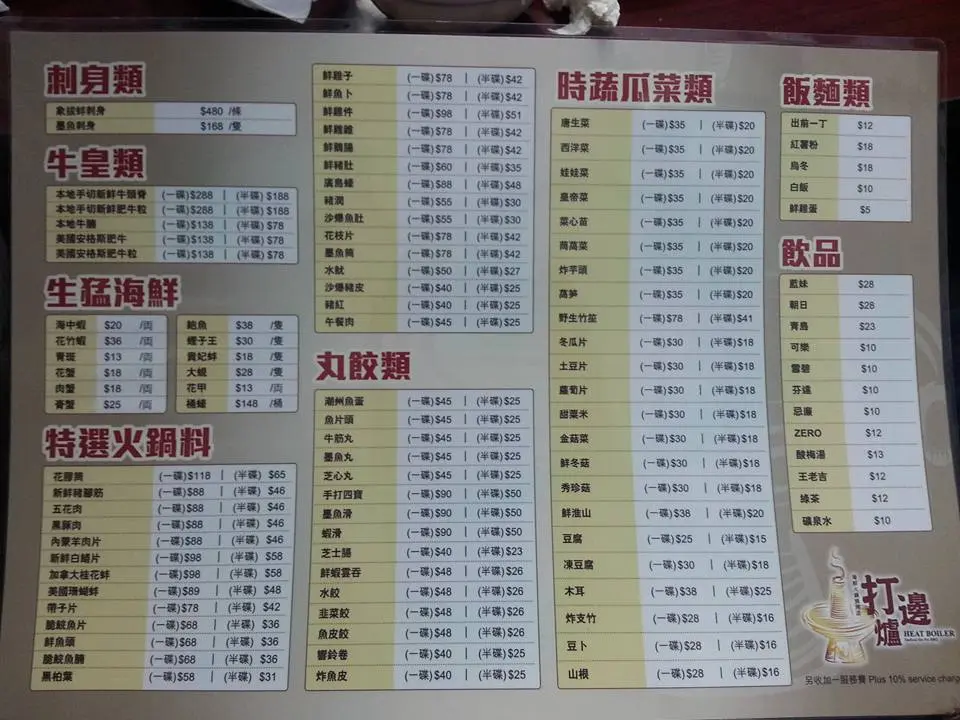 刺身類
象拔蚌刺身 $480 /條
墨魚刺身 $168 /隻
牛皇類
本地手切新鮮牛頸脊 (一碟)$288 | (半碟)$188
本地手切新鮮肥牛粒 (一碟)$288 | (半碟)$188
本地牛腩 (一碟)$138 | (半碟)$78
美國安格斯肥牛 (一碟)$138 | (半碟)$78
美國安格斯肥牛粒 (一碟)$138 | (半碟)$78
生猛海鮮
海中蝦 $20 /両
花竹蝦 $36 /両
青斑 $13 /両
花蟹 $18 /両
肉蟹 $18 /両
膏蟹 $25 /両
鮑魚 $38 /隻
蟶子王 $30 /隻
貴妃蚌 $18 /隻
大蜆 $28 /隻
花甲 $13 /両
桶蠔 $148 /桶
特選火鍋料
花膠筒 (一碟)$118 | (半碟) $65
新鮮豬腳筋 (一碟)$88 | (半碟) $46
五花肉 (一碟)$88 | (半碟) $46
黑豚肉 (一碟)$88 | (半碟) $46
內蒙羊肉片 (一碟)$88 | (半碟) $46
新鮮白鱔片 (一碟)$98 | (半碟) $58
加拿大桂花蚌 (一碟)$98 | (半碟) $58
美國珊瑚蚌 (一碟)$89 | (半碟) $48
帶子片 (一碟)$78 | (半碟) $42
脆鯇魚片 (一碟)$68 | (半碟) $36
鮮魚頭 (一碟)$68 | (半碟) $36
脆鯇魚腩 (一碟)$68 | (半碟) $36
黑柏葉 (一碟)$58 | (半碟) $31
鮮雞子 (一碟)$78 | (半碟)$42
鮮魚卜 (一碟)$78 | (半碟)$42
鮮雞件 (一碟)$98 | (半碟)$51
鮮雞雜 (一碟)$78 | (半碟)$42
鮮鵝腸 (一碟)$78 | (半碟)$42
鮮豬肚 (一碟)$60 | (半碟)$35
廣島蠔 (一碟)$88 | (半碟)$48
豬潤 (一碟)$55 | (半碟)$30
沙爆魚肚 (一碟)$55 | (半碟)$30
花枝片 (一碟)$78 | (半碟)$42
墨魚筒 (一碟)$78 | (半碟)$42
水魷 (一碟)$50 | (半碟)$27
沙爆豬皮 (一碟)$40 | (半碟)$25
豬紅 (一碟)$40 | (半碟)$25
午餐肉 (一碟)$45 | (半碟)$25
丸餃類
潮州魚蛋 (一碟)$45 | (半碟)$25
魚片頭 (一碟)$45 | (半碟)$25
牛筋丸 (一碟)$45 | (半碟)$25
墨魚丸 (一碟)$45 | (半碟)$25
芝心丸 (一碟)$45 | (半碟)$25
手打四寶 (一碟)$90 | (半碟)$50
墨魚滑 (一碟)$90 | (半碟)$50
蝦滑 (一碟)$90 | (半碟)$50
芝士腸 (一碟)$40 | (半碟)$23
鮮蝦雲吞 (一碟)$48 | (半碟)$26
水餃 (一碟)$48 | (半碟)$26
韭菜餃 (一碟)$48 | (半碟)$26
魚皮餃 (一碟)$48 | (半碟)$26
響鈴卷 (一碟)$40 | (半碟)$25
炸魚皮 (一碟)$40 | (半碟)$25
時蔬瓜菜類
唐生菜 (一碟)$35 | (半碟)$20
西洋菜 (一碟)$35 | (半碟)$20
娃娃菜 (一碟)$35 | (半碟)$20
皇帝菜 (一碟)$35 | (半碟)$20
菜心苗 (一碟)$35 | (半碟)$20
茼萵菜 (一碟)$35 | (半碟)$20
炸芋頭 (一碟)$35 | (半碟)$20
萵笋 (一碟)$35 | (半碟)$20
野生竹笙 (一碟)$78 | (半碟)$41
冬瓜片 (一碟)$30 | (半碟)$18
土豆片 (一碟)$30 | (半碟)$18
蘿蔔片 (一碟)$30 | (半碟)$18
甜粟米 (一碟)$30 | (半碟)$18
金菇菜 (一碟)$30 | (半碟)$18
鮮冬菇 (一碟)$30 | (半碟)$18
秀珍菇 (一碟)$30 | (半碟)$18
鮮淮山 (一碟)$38 | (半碟)$20
豆腐 (一碟)$25 | (半碟)$15
凍豆腐 (一碟)$30 | (半碟)$18
木耳 (一碟)$38 | (半碟)$25
炸支竹 (一碟)$28 | (半碟)$16
豆卜 (一碟)$28 | (半碟)$16
山根 (一碟)$28 | (半碟)$16
飯麵類
出前一丁 $12
紅薯粉 $18
烏冬 $18
白飯 $10
鮮雞蛋 $5
飲品
藍妹 $28
朝日 $28
青島 $23
可樂 $10
雪碧 $10
芬達 $10
忌廉 $10
ZERO $12
酸梅湯 $13
王老吉 $12
綠茶 $12
礦泉水 $10
打邊爐
HEAT BOILER
另收加一服務費 Plus 10% service charg